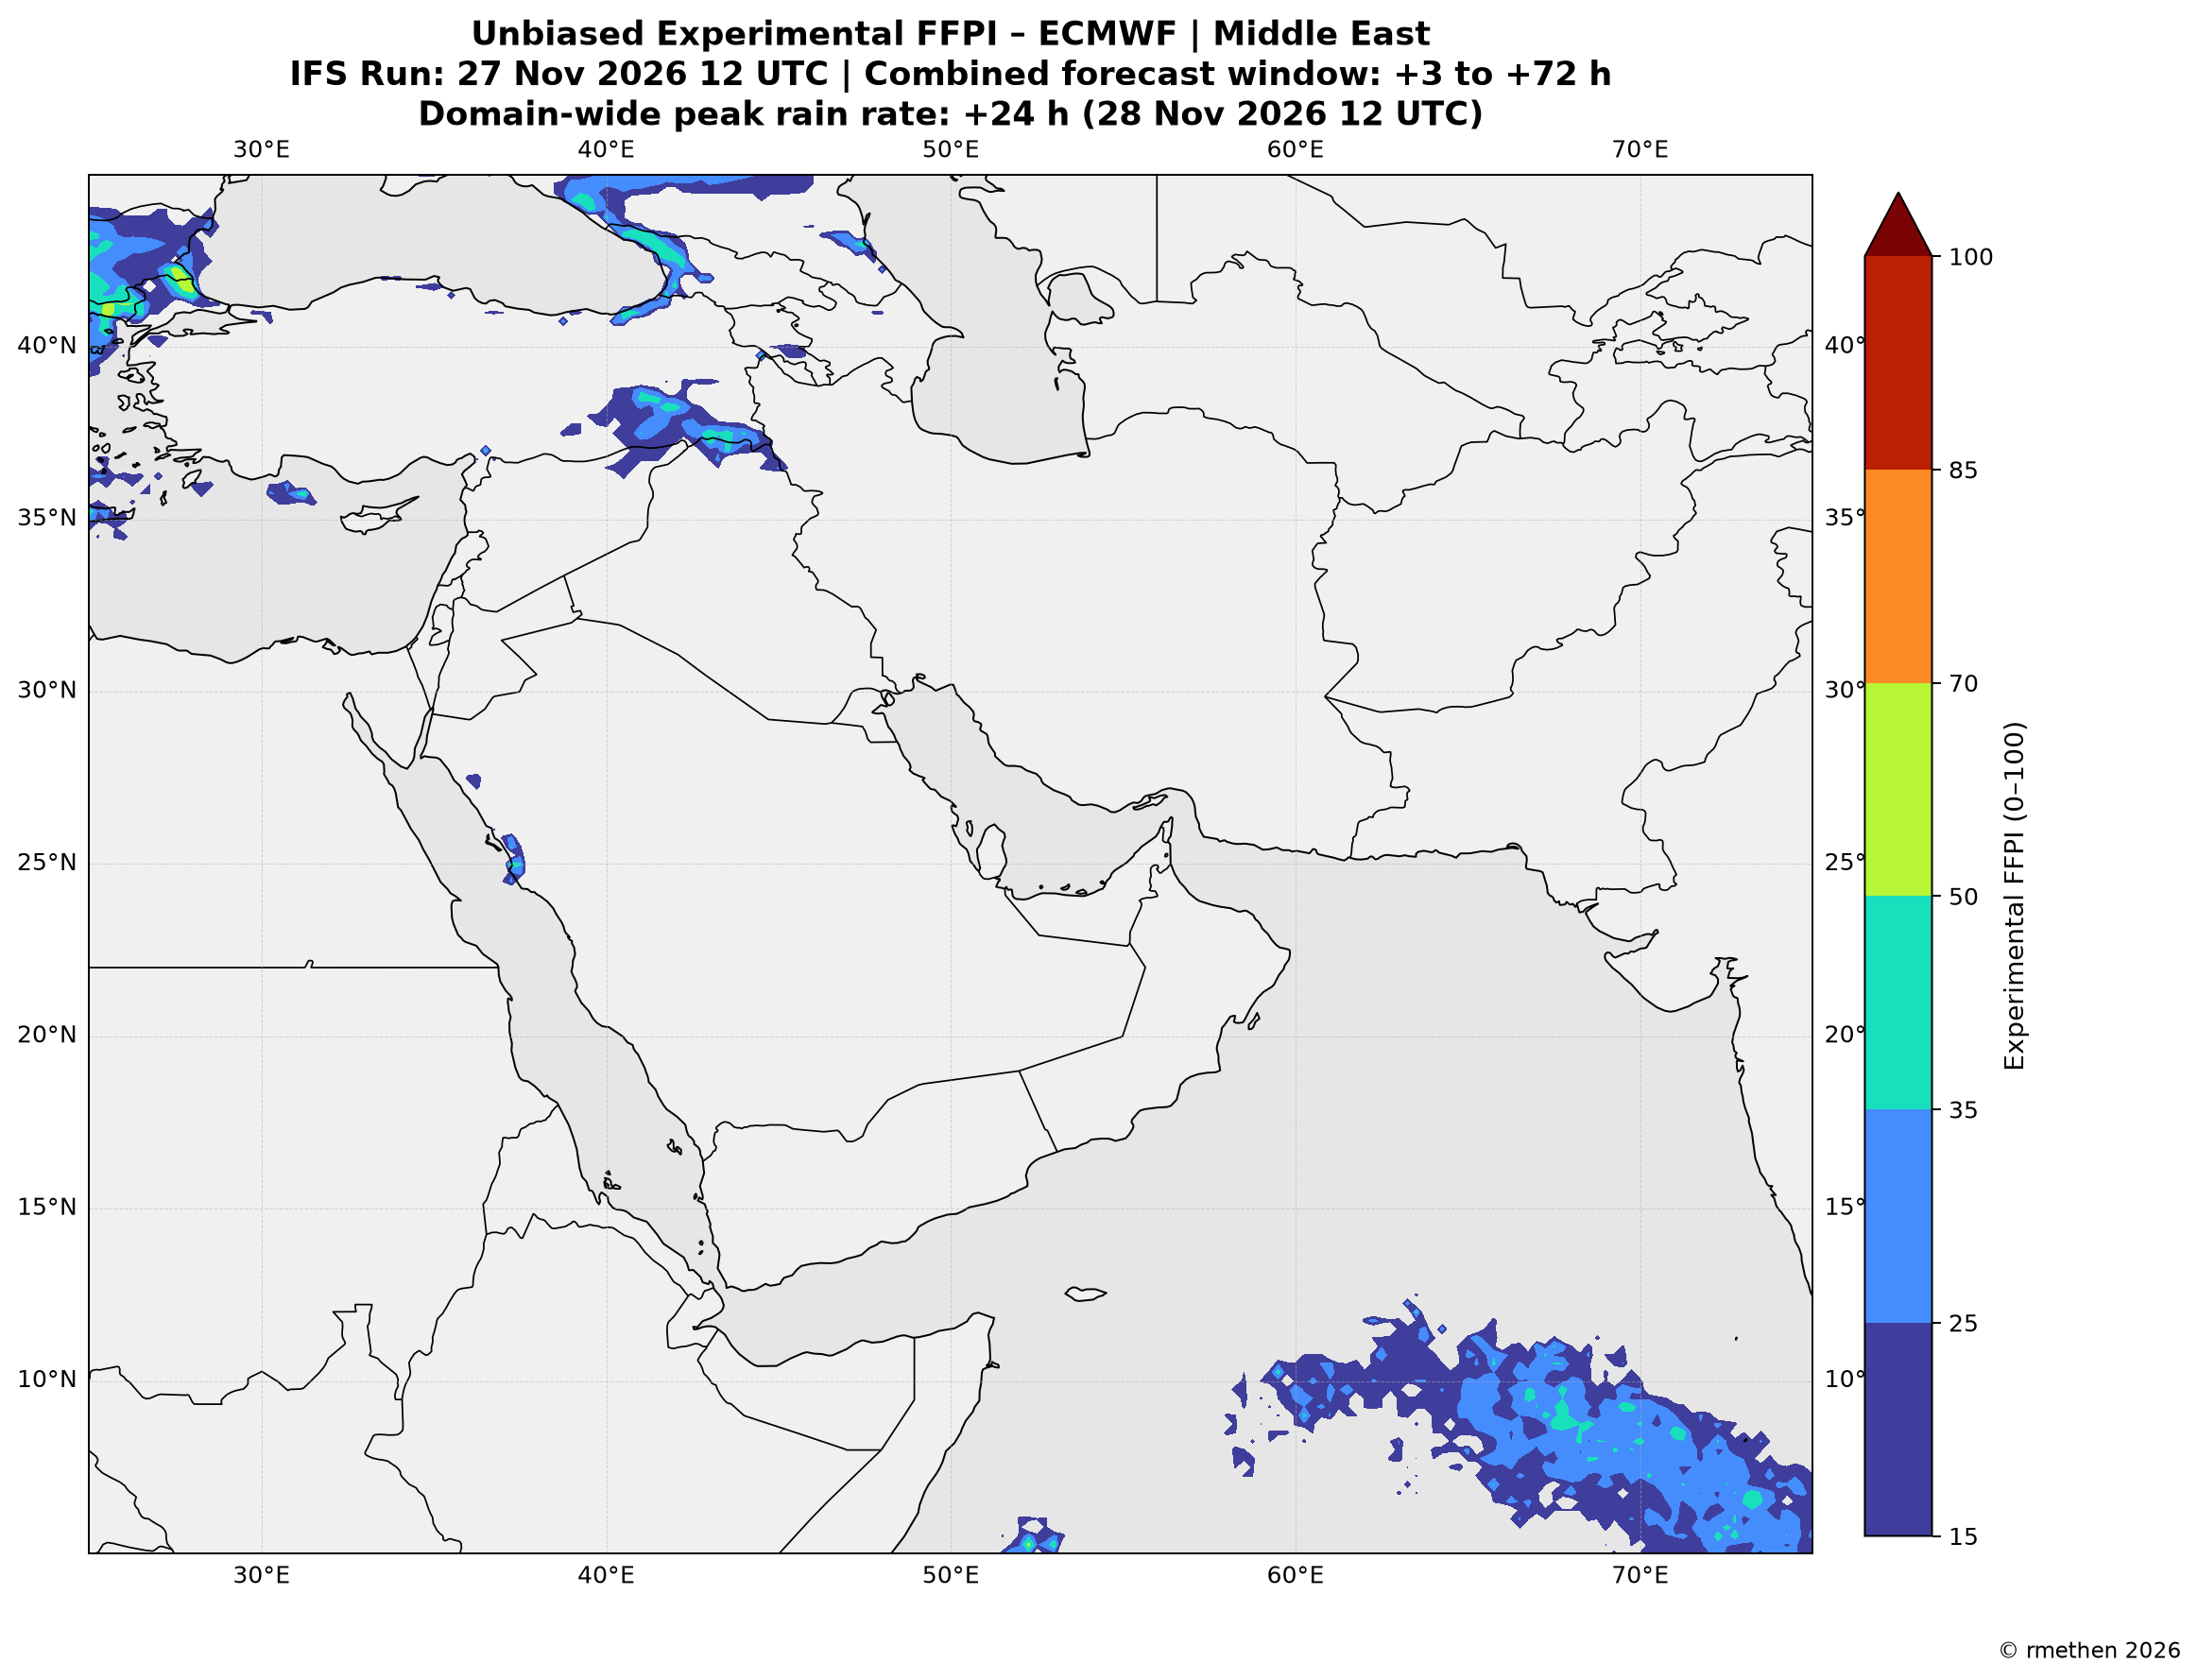 Unbiased Experimental FFPI – ECMWF | Middle East
IFS Run: 27 Nov 2026 12 UTC | Combined forecast window: +3 to +72 h
Domain-wide peak rain rate: +24 h (28 Nov 2026 12 UTC)
30°E 40°E 50°E 60°E 70°E
40°N 40°
35°N 35°
30°N 30°
25°N 25°
20°N 20°
15°N 15°
10°N 10°
30°E 40°E 50°E 60°E 70°E
100
85
70
50
35
25
15
Experimental FFPI (0–100)
© rmethen 2026